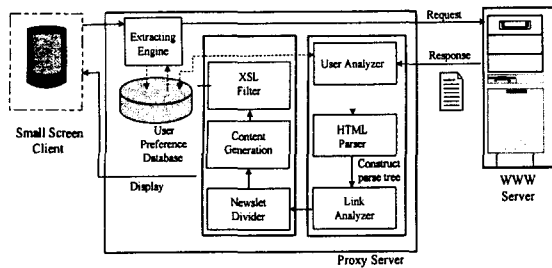 Extracting
Engine
Request
Response
User Analyzer
XSL
Filter
Small Screen
Client
User
Preference
Database
Content
Generation
HTML
Parser
Construct
parse tree
Display
Newslet
Divider
Link
Analyzer
WWW
Server
Proxy Server